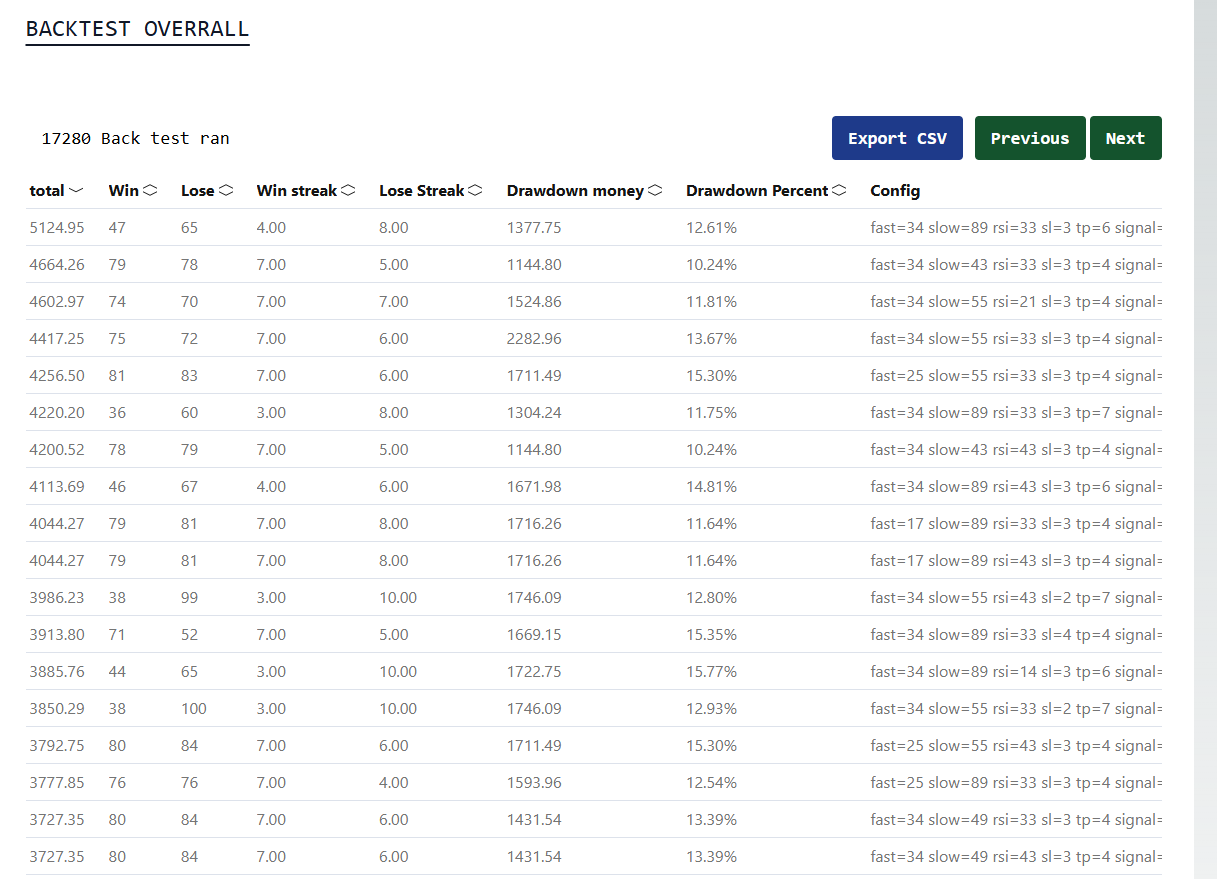 BACKTEST OVERRALL
17280 Back test ran
Export CSV Previous Next
total Win Lose Win streak Lose Streak Drawdown money Drawdown Percent Config
5124.95 47 65 4.00 8.00 1377.75 12.61% fast=34 slow=89 rsi=33 sl=3 tp=6 signal=
4664.26 79 78 7.00 5.00 1144.80 10.24% fast=34 slow=43 rsi=33 sl=3 tp=4 signal=
4602.97 74 70 7.00 7.00 1524.86 11.81% fast=34 slow=55 rsi=21 sl=3 tp=4 signal=
4417.25 75 72 7.00 6.00 2282.96 13.67% fast=34 slow=55 rsi=33 sl=3 tp=4 signal=
4256.50 81 83 7.00 6.00 1711.49 15.30% fast=25 slow=55 rsi=33 sl=3 tp=4 signal=
4220.20 36 60 3.00 8.00 1304.24 11.75% fast=34 slow=89 rsi=33 sl=3 tp=7 signal=
4200.52 78 79 7.00 5.00 1144.80 10.24% fast=34 slow=43 rsi=43 sl=3 tp=4 signal=
4113.69 46 67 4.00 6.00 1671.98 14.81% fast=34 slow=89 rsi=43 sl=3 tp=6 signal=
4044.27 79 81 7.00 8.00 1716.26 11.64% fast=17 slow=89 rsi=33 sl=3 tp=4 signal=
4044.27 79 81 7.00 8.00 1716.26 11.64% fast=17 slow=89 rsi=43 sl=3 tp=4 signal=
3986.23 38 99 3.00 10.00 1746.09 12.80% fast=34 slow=55 rsi=43 sl=2 tp=7 signal=
3913.80 71 52 7.00 5.00 1669.15 15.35% fast=34 slow=89 rsi=33 sl=4 tp=4 signal=
3885.76 44 65 3.00 10.00 1722.75 15.77% fast=34 slow=89 rsi=14 sl=3 tp=6 signal=
3850.29 38 100 3.00 10.00 1746.09 12.93% fast=34 slow=55 rsi=33 sl=2 tp=7 signal=
3792.75 80 84 7.00 6.00 1711.49 15.30% fast=25 slow=55 rsi=43 sl=3 tp=4 signal=
3777.85 76 76 7.00 4.00 1593.96 12.54% fast=25 slow=89 rsi=33 sl=3 tp=4 signal=
3727.35 80 84 7.00 6.00 1431.54 13.39% fast=34 slow=49 rsi=33 sl=3 tp=4 signal=
3727.35 80 84 7.00 6.00 1431.54 13.39% fast=34 slow=49 rsi=43 sl=3 tp=4 signal=